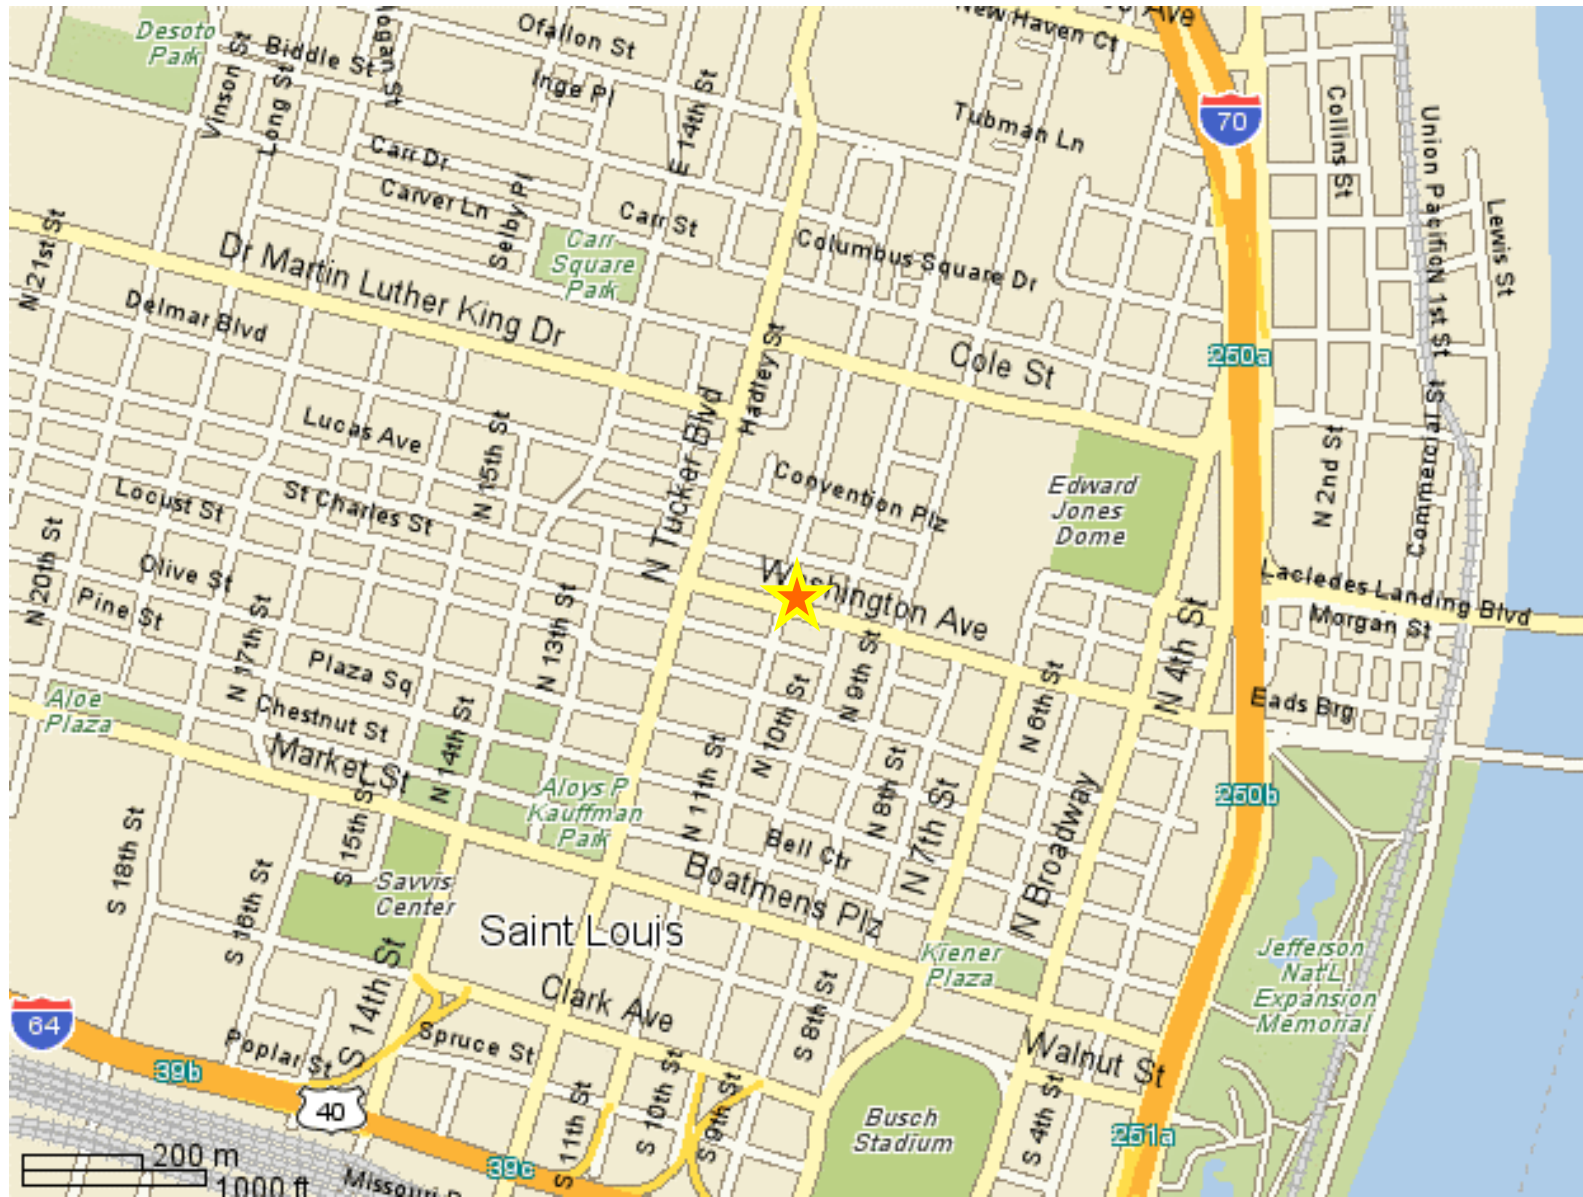 Desoto
Park
Vinson St
Biddle St
Long St
Ofallon St
Inge Pl
E 14th St
New Haven Ct
Ave
Tubman Ln
70
Collins St
Union Pacific
N 1st St
Lewis St
Carr Dr
Carver Ln
Selby Pl
Carr St
Carr
Square
Park
Columbus Square Dr
N 21st St
Dr Martin Luther King Dr
Delmar Blvd
Hadley St
Cole St
250a
Lucas Ave
N 15th St
N Tucker Blvd
Convention Plz
Edward
Jones
Dome
N 2nd St
Commercial St
Locust St
St Charles St
N 20th St
Olive St
Pine St
N 17th St
N 13th St
Washington Ave
Lacledes Landing Blvd
Morgan St
N 4th St
Eads Brg
Plaza Sq
Chestnut St
Market St
Aloe
Plaza
N 14th St
N 9th St
N 10th St
N 6th St
N 11th St
N 8th St
N 7th St
N Broadway
250b
Aloys P
Kauffman
Park
Bell Ctr
Boatmens Plz
S 18th St
S 15th St
S 16th St
Savvis
Center
Saint Louis
Kiener
Plaza
Jefferson
Nat'L
Expansion
Memorial
S 14th St
Clark Ave
S 8th St
Walnut St
64
39b
Poplar St
Spruce St
40
S 11th St
S 10th St
S 9th St
Busch
Stadium
S 4th St
251a
39c
200 m
1000 ft
Missouri